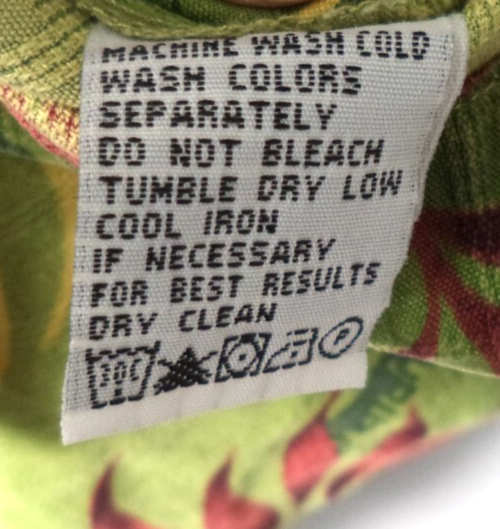 MACHINE WASH COLD
WASH COLORS
SEPARATELY
DO NOT BLEACH
TUMBLE DRY LOW
COOL IRON
IF NECESSARY
FOR BEST RESULTS
DRY CLEAN
30C P